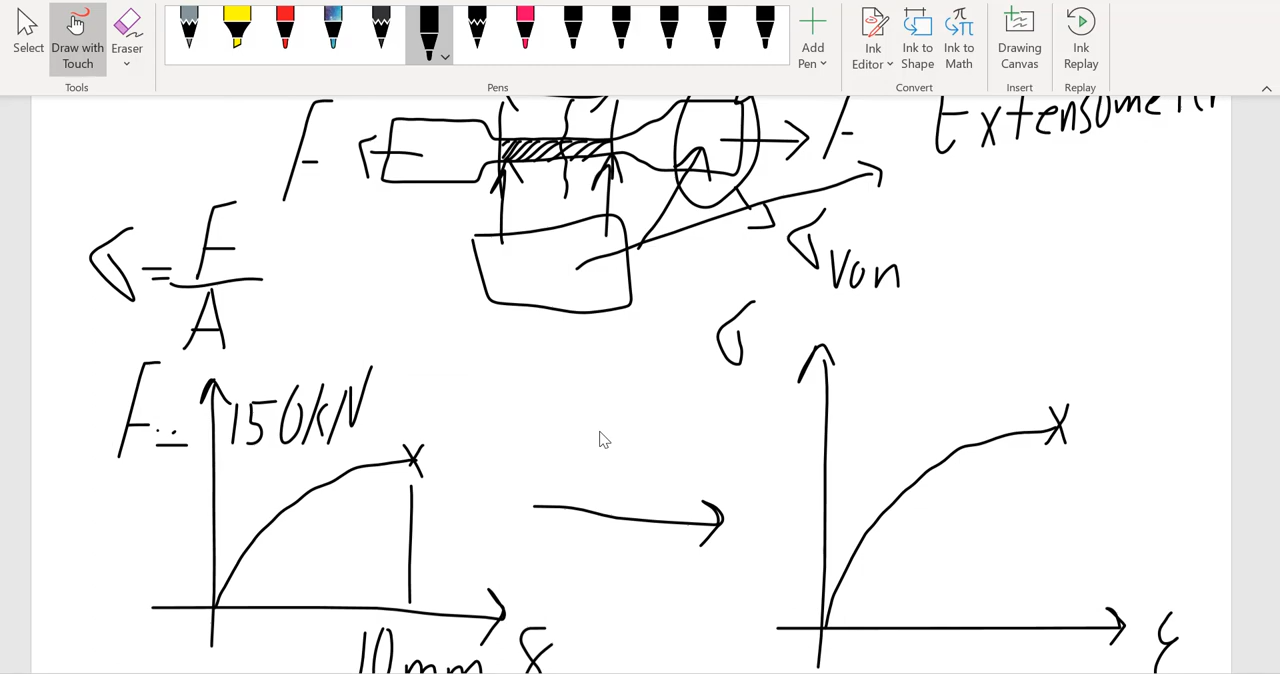 Select
Draw with Touch
Eraser
Tools
Pens
Add Pen
Ink Editor
Ink to Shape
Ink to Math
Convert
Drawing Canvas
Insert
Ink Replay
Replay
F
F
σ = F / A
σ Von
F = 150kN
σ
10mm